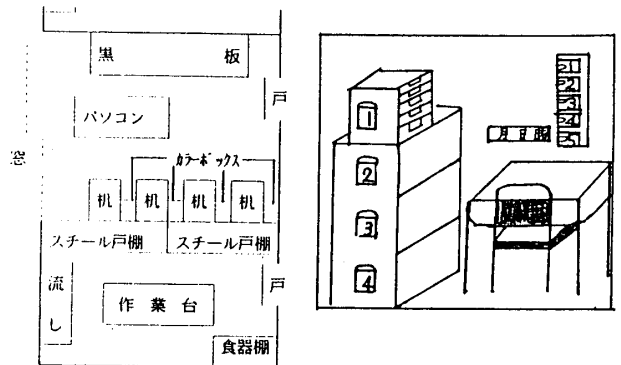 黒 板
戸
パソコン
窓
カラーボックス
机 机 机 机
スチール戸棚 スチール戸棚
流し
戸
作業台
食器棚
1
2
3
4
1
2
3
4
5
月日